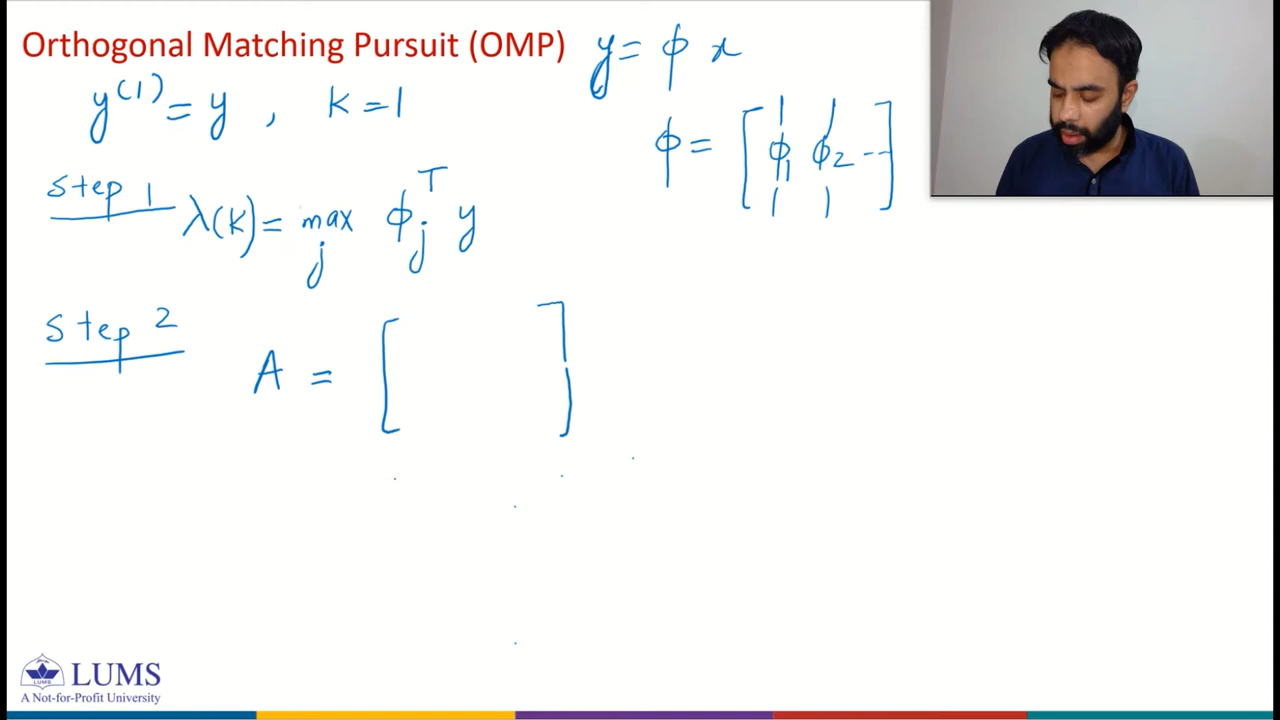 Orthogonal Matching Pursuit (OMP)
y = ϕ x
y⁽¹⁾ = y , K = 1
ϕ = [ ϕ₁ ϕ₂ -- ]
Step 1
λ(K) = max ϕⱼᵀ y
j
Step 2
A = [ ]
LUMS
LUMS
A Not-for-Profit University